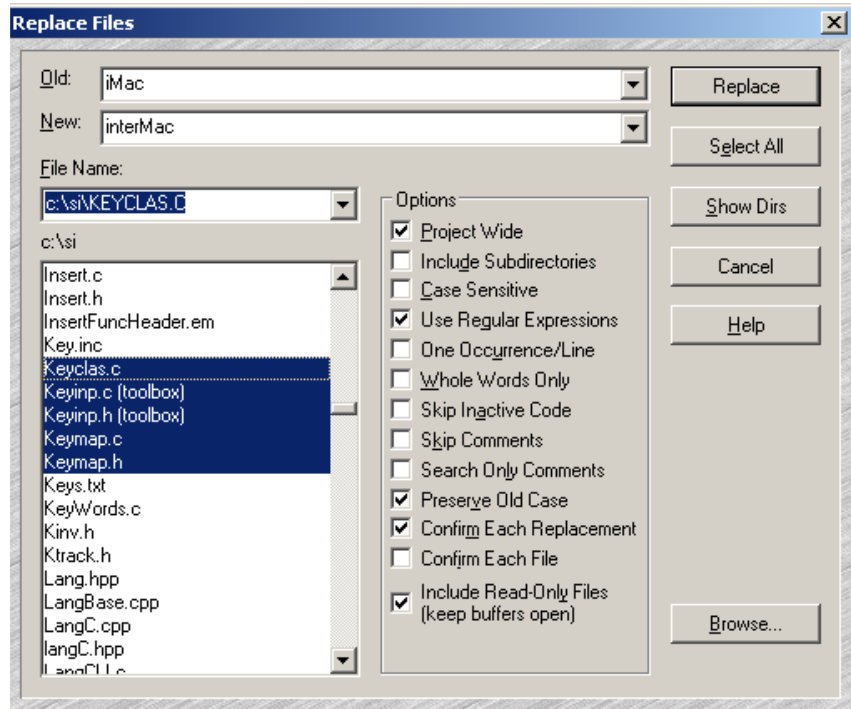 Replace Files
Old:
iMac
Replace
New:
interMac
Select All
File Name:
c:\si\KEYCLAS.C
Show Dirs
c:\si
Cancel
Help
Insert.c
Insert.h
InsertFuncHeader.em
Key.inc
Keyclas.c
Keyinp.c (toolbox)
Keyinp.h (toolbox)
Keymap.c
Keymap.h
Keys.txt
KeyWords.c
Kinv.h
Ktrack.h
Lang.hpp
LangBase.cpp
LangC.cpp
langC.hpp
Options
Project Wide
Include Subdirectories
Case Sensitive
Use Regular Expressions
One Occurrence/Line
Whole Words Only
Skip Inactive Code
Skip Comments
Search Only Comments
Preserve Old Case
Confirm Each Replacement
Confirm Each File
Include Read-Only Files
(keep buffers open)
Browse...